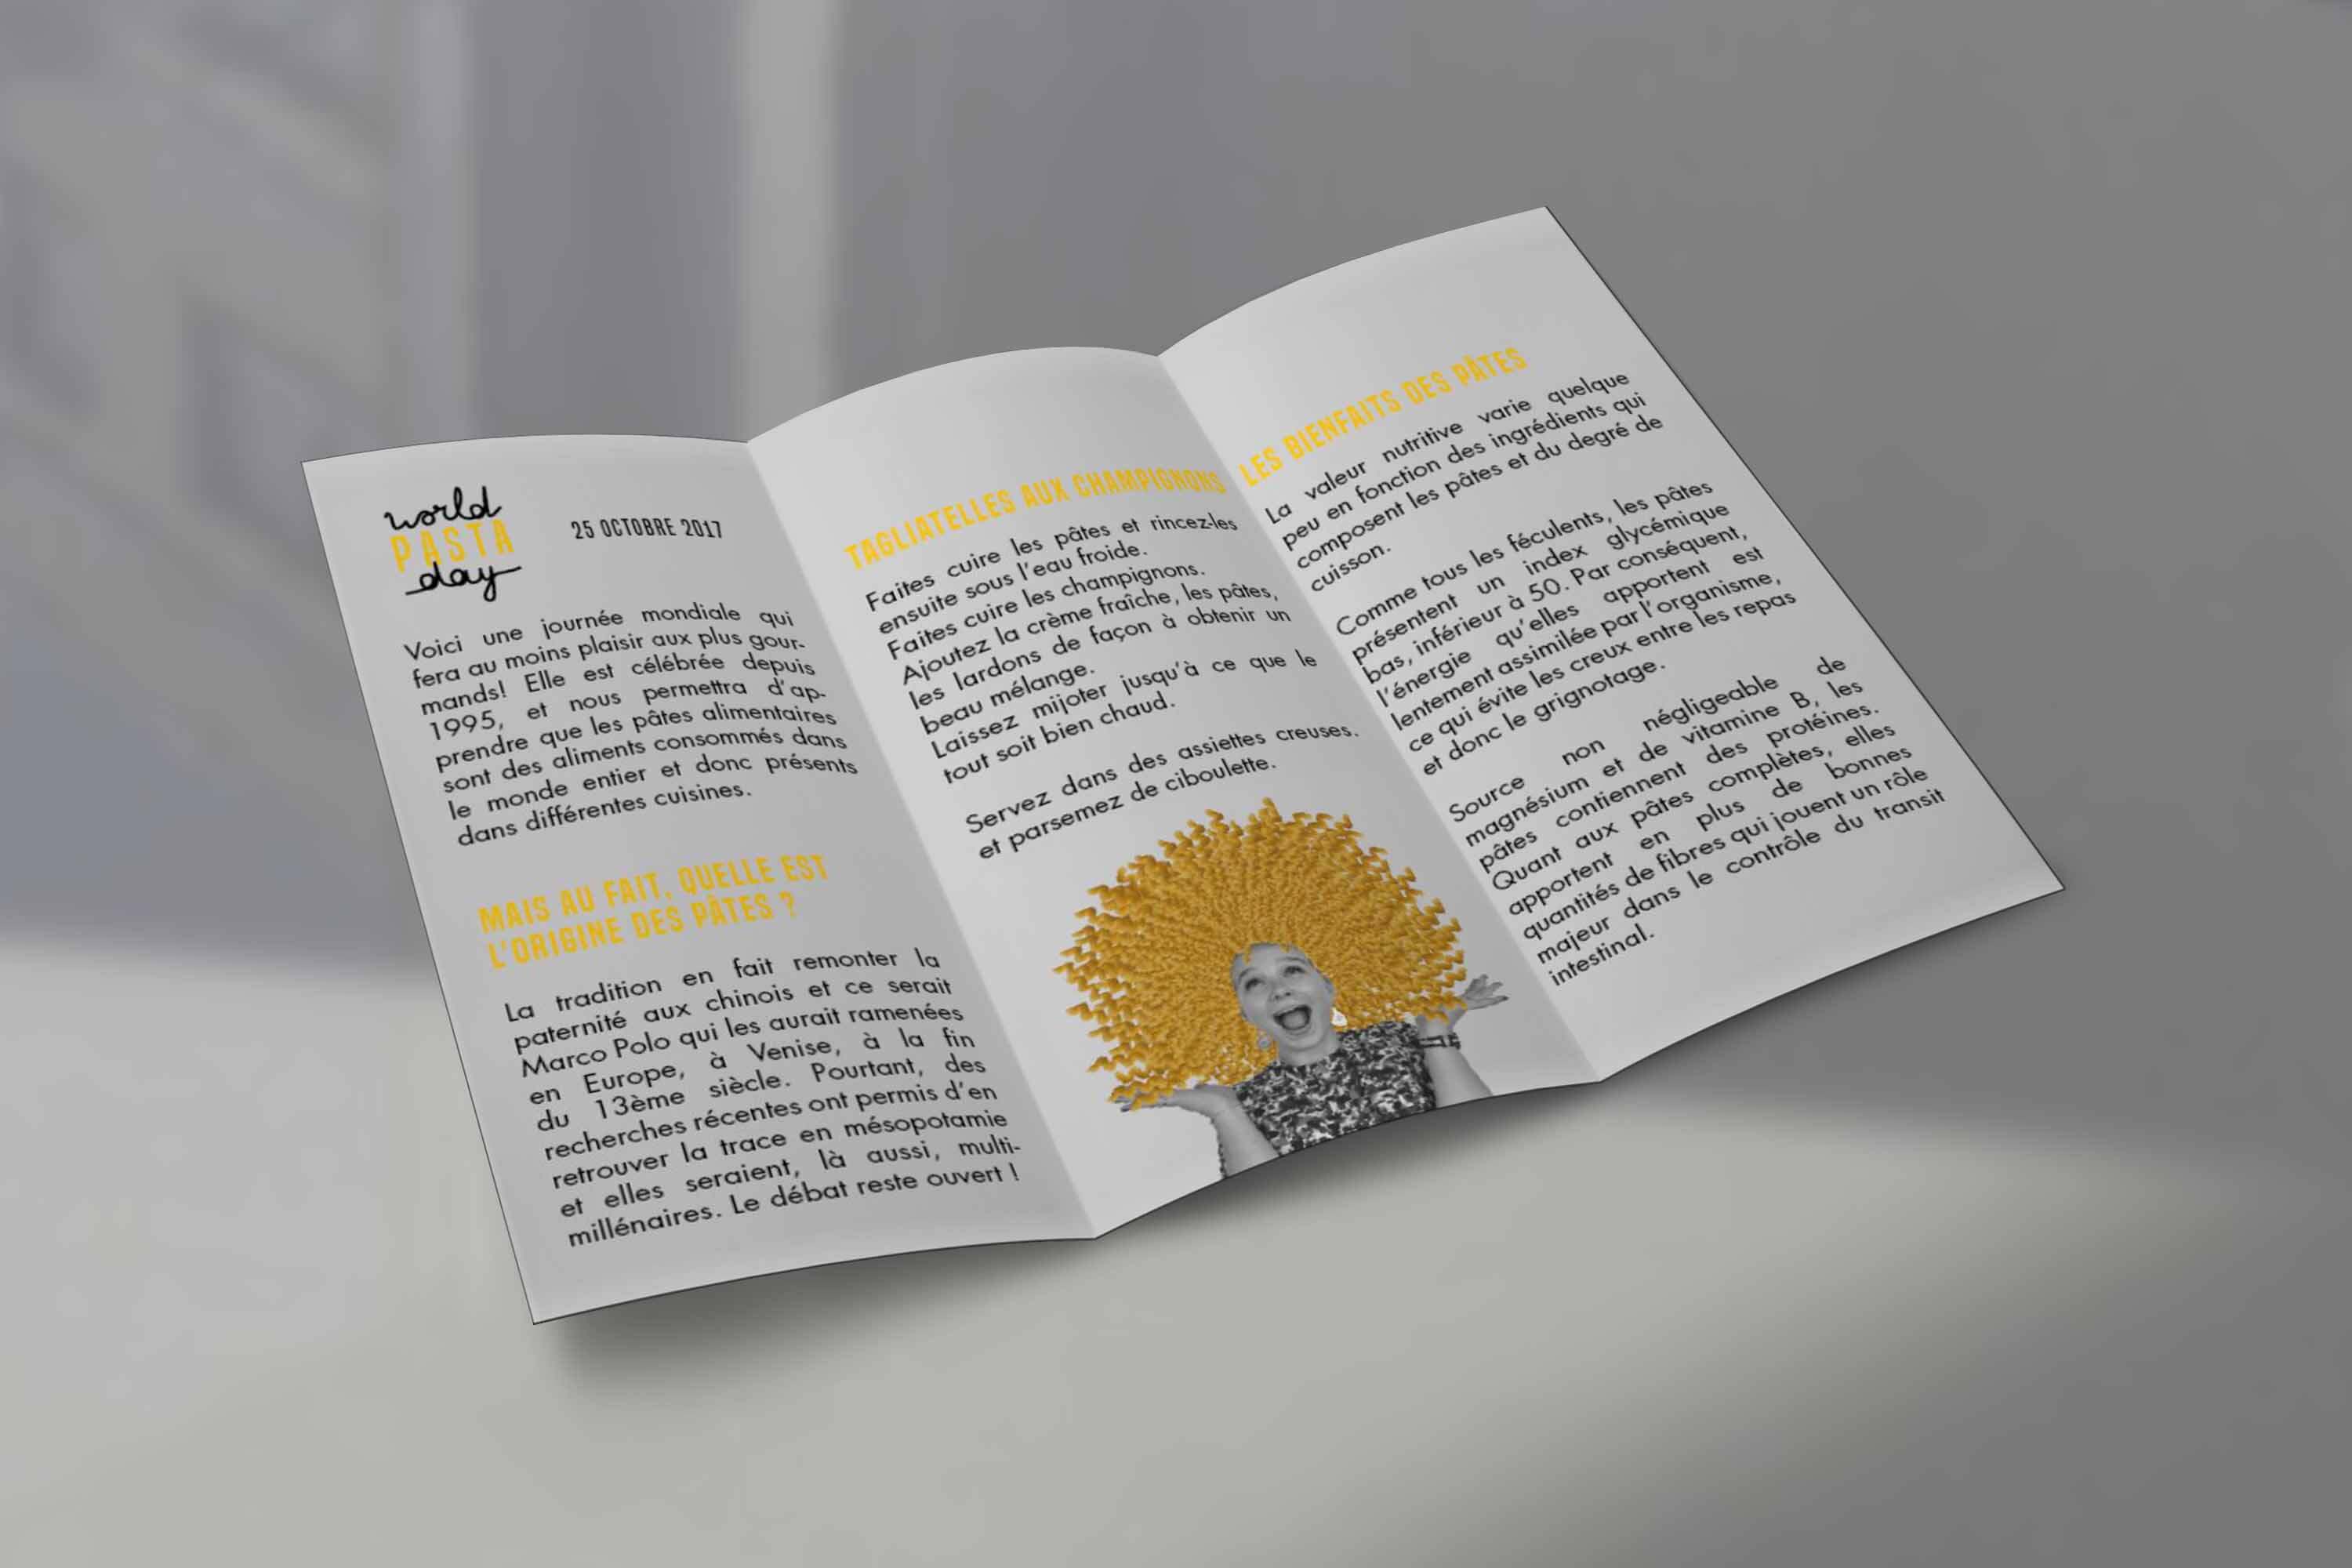 world
PASTA
day
25 OCTOBRE 2017
Voici une journée mondiale qui
fera au moins plaisir aux plus gour-
mands! Elle est célébrée depuis
1995, et nous permettra d'ap-
prendre que les pâtes alimentaires
sont des aliments consommés dans
le monde entier et donc présents
dans différentes cuisines.
MAIS AU FAIT, QUELLE EST
L'ORIGINE DES PÂTES ?
La tradition en fait remonter la
paternité aux chinois et ce serait
Marco Polo qui les aurait ramenées
en Europe, à Venise, à la fin
du 13ème siècle. Pourtant, des
recherches récentes ont permis d'en
retrouver la trace en mésopotamie
et elles seraient, là aussi, multi-
millénaires. Le débat reste ouvert !
TAGLIATELLES AUX CHAMPIGNONS
Faites cuire les pâtes et rincez-les
ensuite sous l'eau froide.
Faites cuire les champignons.
Ajoutez la crème fraîche, les pâtes,
les lardons de façon à obtenir un
beau mélange.
Laissez mijoter jusqu'à ce que le
tout soit bien chaud.
Servez dans des assiettes creuses.
et parsemez de ciboulette.
LES BIENFAITS DES PÂTES
La valeur nutritive varie quelque
peu en fonction des ingrédients qui
composent les pâtes et du degré de
cuisson.
Comme tous les féculents, les pâtes
présentent un index glycémique
bas, inférieur à 50. Par conséquent,
l'énergie qu'elles apportent est
lentement assimilée par l'organisme,
ce qui évite les creux entre les repas
et donc le grignotage.
Source non négligeable de
magnésium et de vitamine B, les
pâtes contiennent des protéines.
Quant aux pâtes complètes, elles
apportent en plus de bonnes
quantités de fibres qui jouent un rôle
majeur dans le contrôle du transit
intestinal.